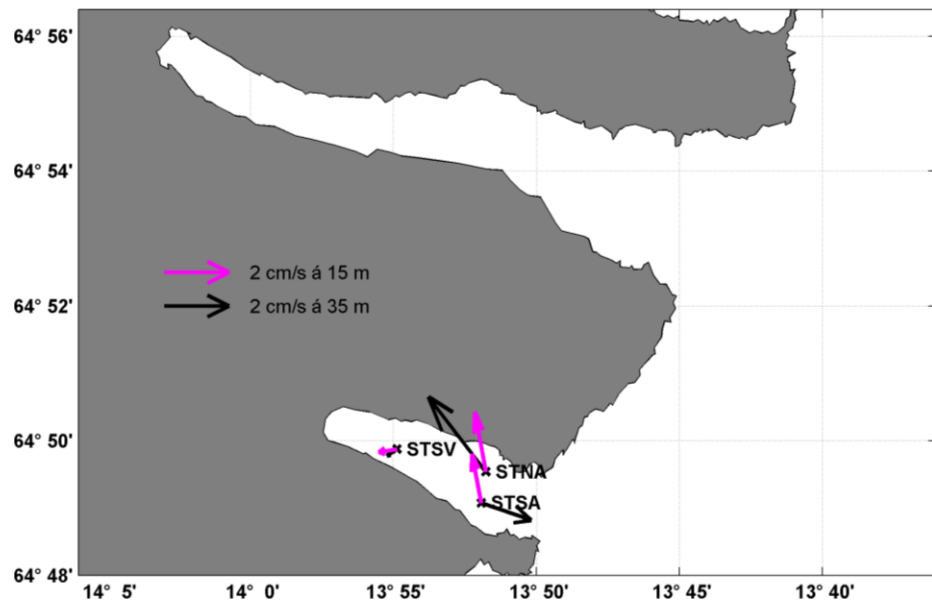 64° 56'
64° 54'
2 cm/s á 15 m
64° 52'
2 cm/s á 35 m
64° 50'
STSV
STNA
STSA
64° 48'
14° 5' 14° 0' 13° 55' 13° 50' 13° 45' 13° 40'